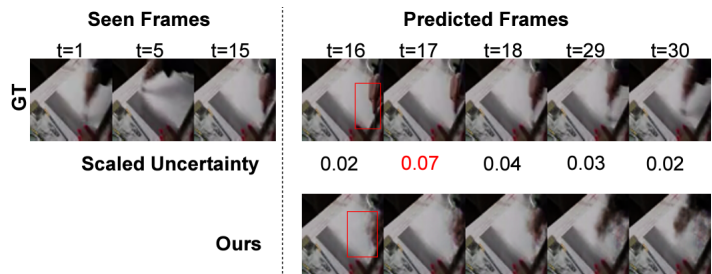 Seen Frames Predicted Frames
t=1 t=5 t=15 t=16 t=17 t=18 t=29 t=30
GT
Scaled Uncertainty 0.02 0.07 0.04 0.03 0.02
Ours